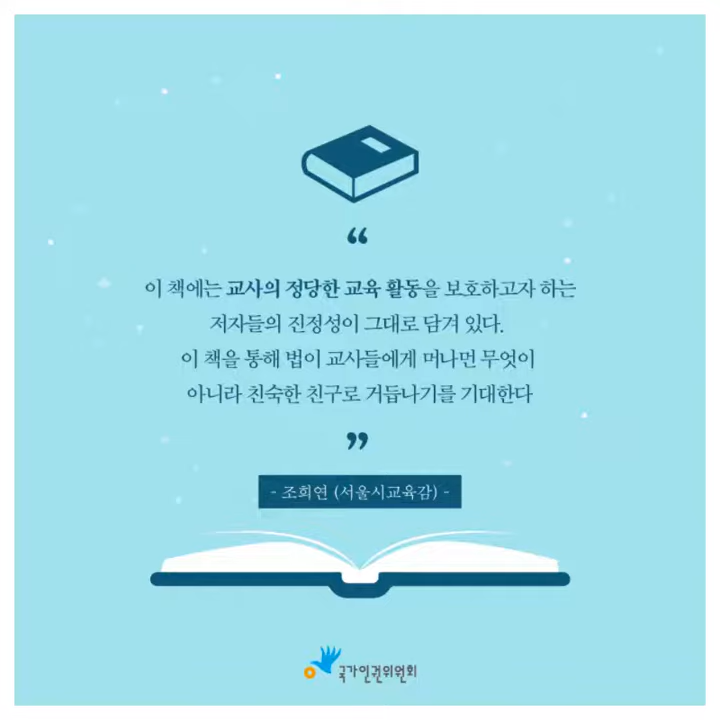 “
이 책에는 교사의 정당한 교육 활동을 보호하고자 하는
저자들의 진정성이 그대로 담겨 있다.
이 책을 통해 법이 교사들에게 머나먼 무엇이
아니라 친숙한 친구로 거듭나기를 기대한다
”
- 조희연 (서울시교육감) -
국가인권위원회